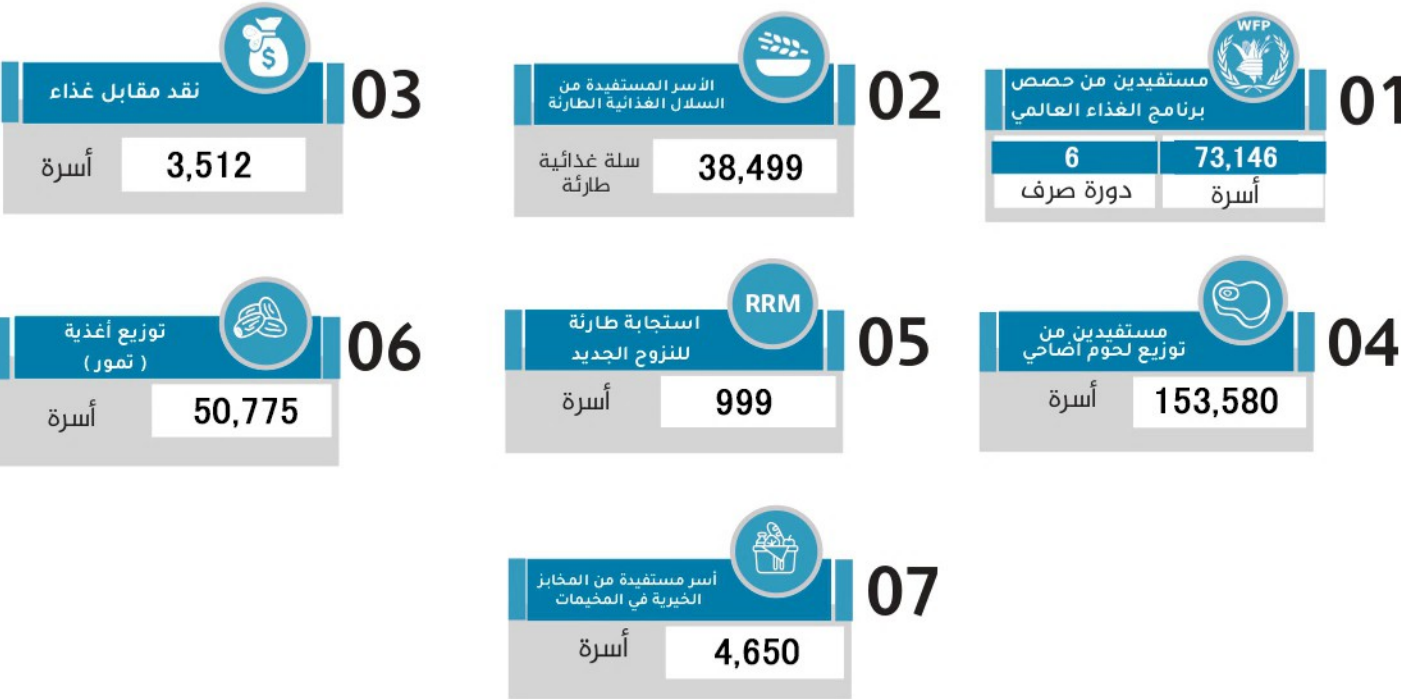 01
WFP
مستفيدين من حصص
برنامج الغذاء العالمي
73,146
6
أسرة
دورة صرف
02
الأسر المستفيدة من
السلال الغذائية الطارئة
38,499
سلة غذائية
طارئة
03
نقد مقابل غذاء
3,512
أسرة
04
مستفيدين من
توزيع لحوم أضاحي
153,580
أسرة
05
RRM
استجابة طارئة
للنزوح الجديد
999
أسرة
06
توزيع أغذية
( تمور )
50,775
أسرة
07
أسر مستفيدة من المخابز
الخيرية في المخيمات
4,650
أسرة